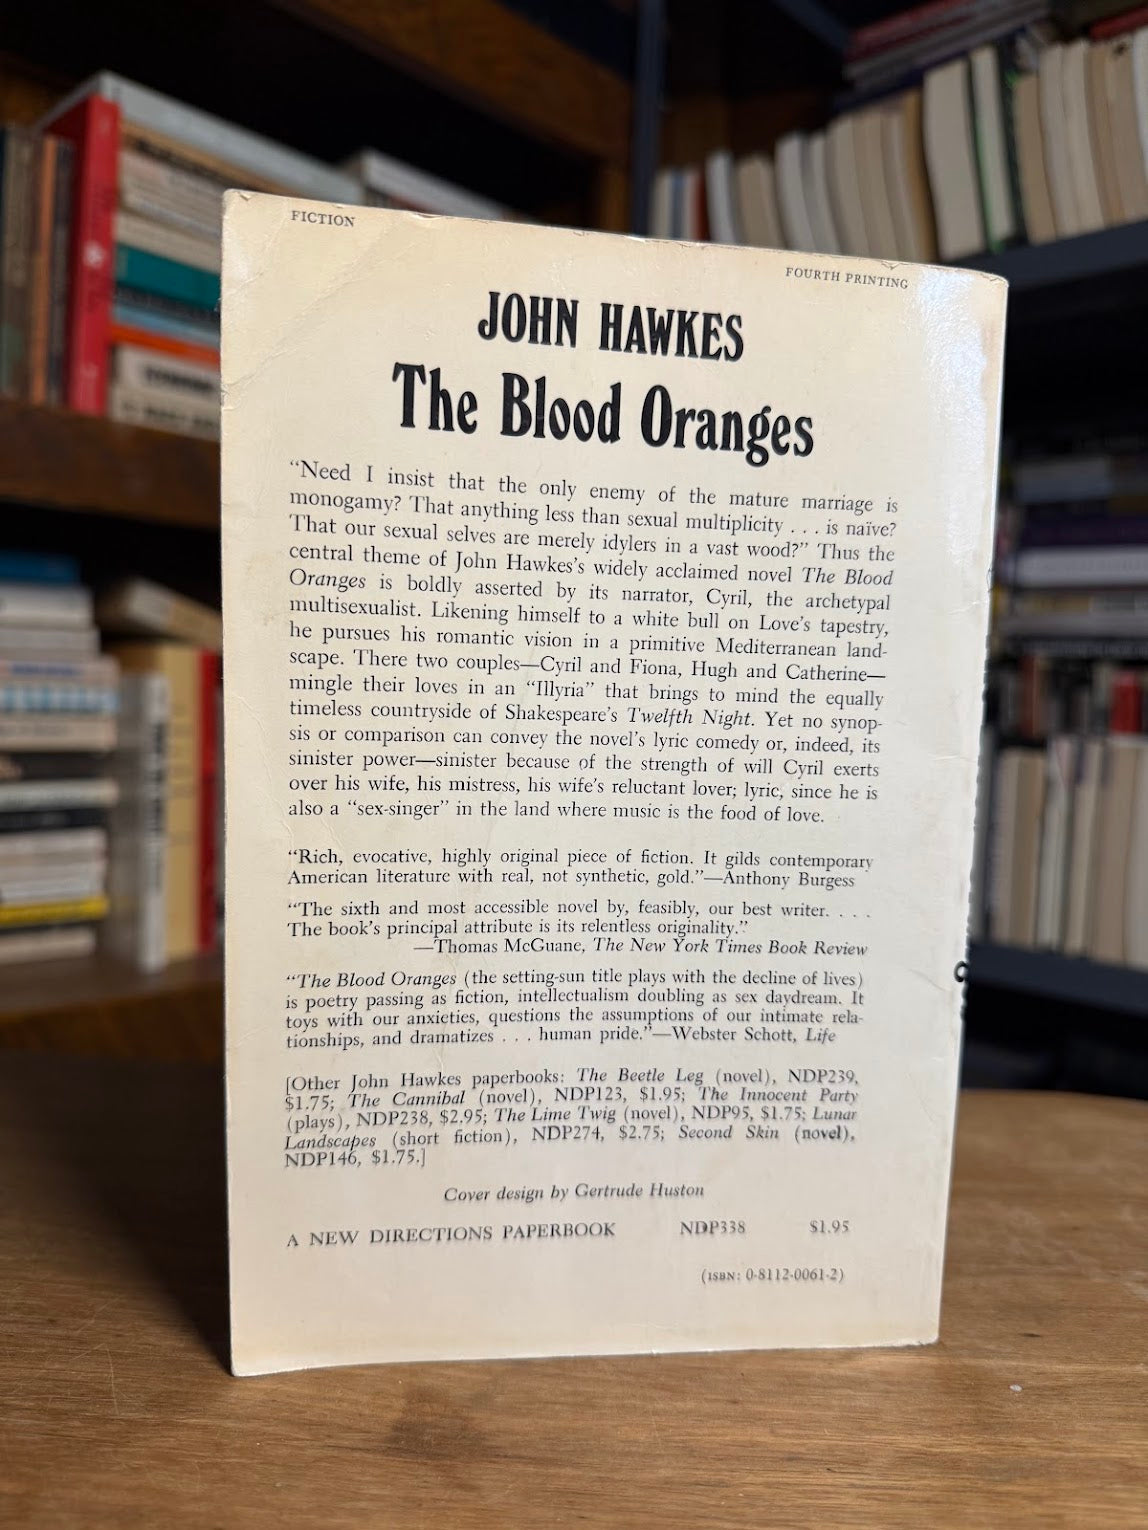 FICTION
FOURTH PRINTING
JOHN HAWKES
The Blood Oranges
“Need I insist that the only enemy of the mature marriage is
monogamy? That anything less than sexual multiplicity . . . is naïve?
That our sexual selves are merely idylers in a vast wood?” Thus the
central theme of John Hawkes’s widely acclaimed novel The Blood
Oranges is boldly asserted by its narrator, Cyril, the archetypal
multisexualist. Likening himself to a white bull on Love’s tapestry,
he pursues his romantic vision in a primitive Mediterranean land-
scape. There two couples—Cyril and Fiona, Hugh and Catherine—
mingle their loves in an “Illyria” that brings to mind the equally
timeless countryside of Shakespeare’s Twelfth Night. Yet no synop-
sis or comparison can convey the novel’s lyric comedy or, indeed, its
sinister power—sinister because of the strength of will Cyril exerts
over his wife, his mistress, his wife’s reluctant lover; lyric, since he is
also a “sex-singer” in the land where music is the food of love.
“Rich, evocative, highly original piece of fiction. It gilds contemporary
American literature with real, not synthetic, gold.”—Anthony Burgess
“The sixth and most accessible novel by, feasibly, our best writer. . . .
The book’s principal attribute is its relentless originality.”
—Thomas McGuane, The New York Times Book Review
“The Blood Oranges (the setting-sun title plays with the decline of lives)
is poetry passing as fiction, intellectualism doubling as sex daydream. It
toys with our anxieties, questions the assumptions of our intimate rela-
tionships, and dramatizes . . . human pride.”—Webster Schott, Life
[Other John Hawkes paperbooks: The Beetle Leg (novel), NDP239,
$1.75; The Cannibal (novel), NDP123, $1.95; The Innocent Party
(plays), NDP238, $2.95; The Lime Twig (novel), NDP95, $1.75; Lunar
Landscapes (short fiction), NDP274, $2.75; Second Skin (novel),
NDP146, $1.75.]
Cover design by Gertrude Huston
A NEW DIRECTIONS PAPERBOOK NDP338 $1.95
(ISBN: 0-8112-0061-2)